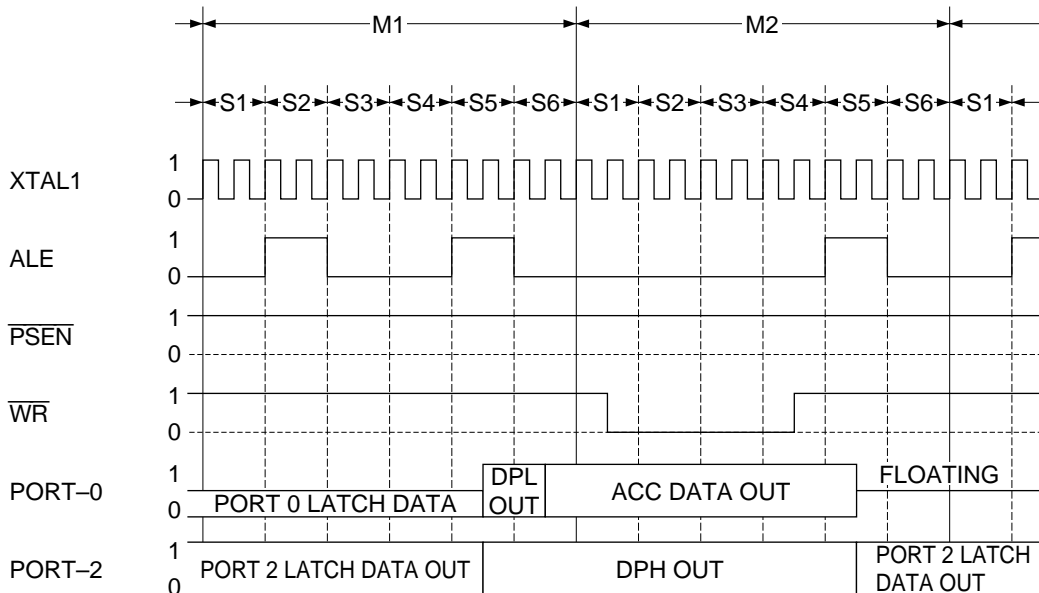 M1 M2
S1 S2 S3 S4 S5 S6 S1 S2 S3 S4 S5 S6 S1
XTAL1 1
0
ALE 1
0
PSEN 1
0
WR 1
0
PORT–0 1
0
PORT 0 LATCH DATA
DPL
OUT
ACC DATA OUT
FLOATING
PORT–2 1
0
PORT 2 LATCH DATA OUT
DPH OUT
PORT 2 LATCH
DATA OUT